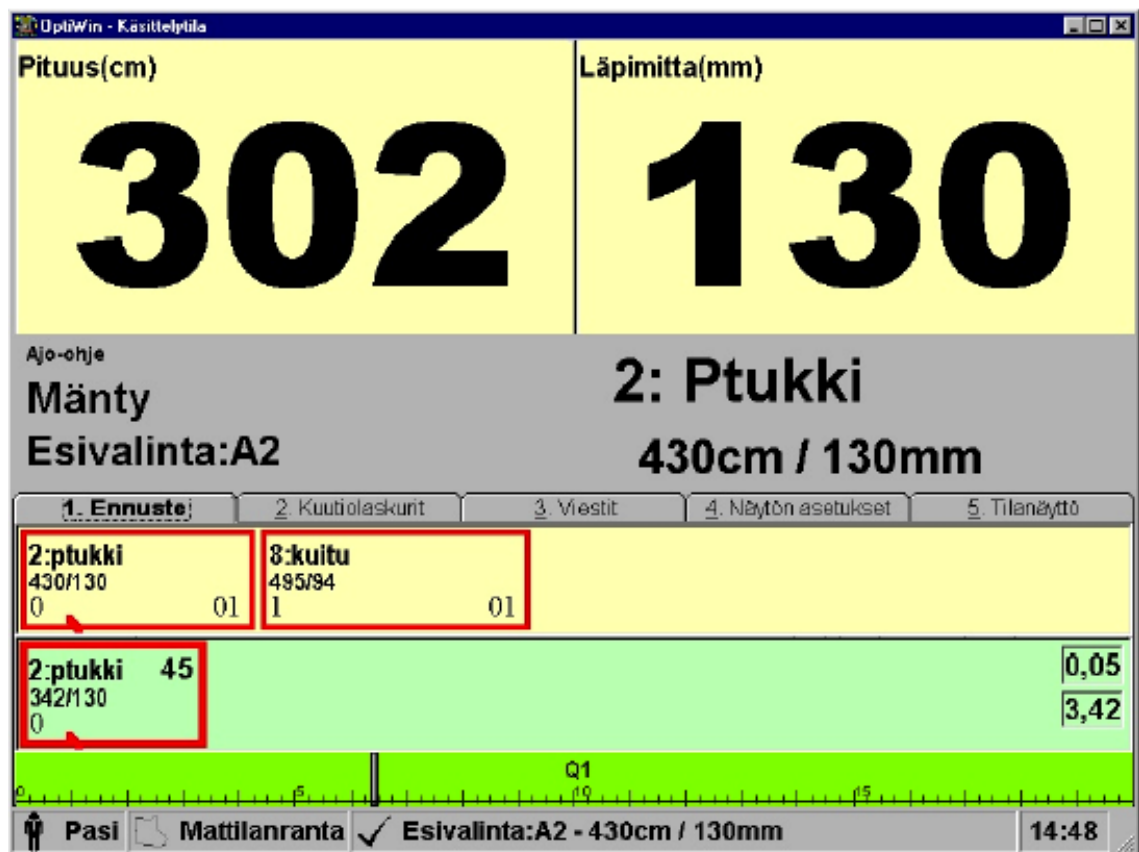 OptiWin - Käsittelytila
Pituus(cm)
Läpimitta(mm)
302
130
Ajo-ohje
Mänty
Esivalinta:A2
2: Ptukki
430cm / 130mm
1. Ennuste
2. Kuutiolaskurit
3. Viestit
4. Näytön asetukset
5. Tilanäyttö
2:ptukki
430/130
0 01
8:kuitu
495/94
1 01
2:ptukki 45
342/130
0
0,05
3,42
Q1
0 5 10 15
Pasi
Mattilanranta
Esivalinta:A2 - 430cm / 130mm
14:48